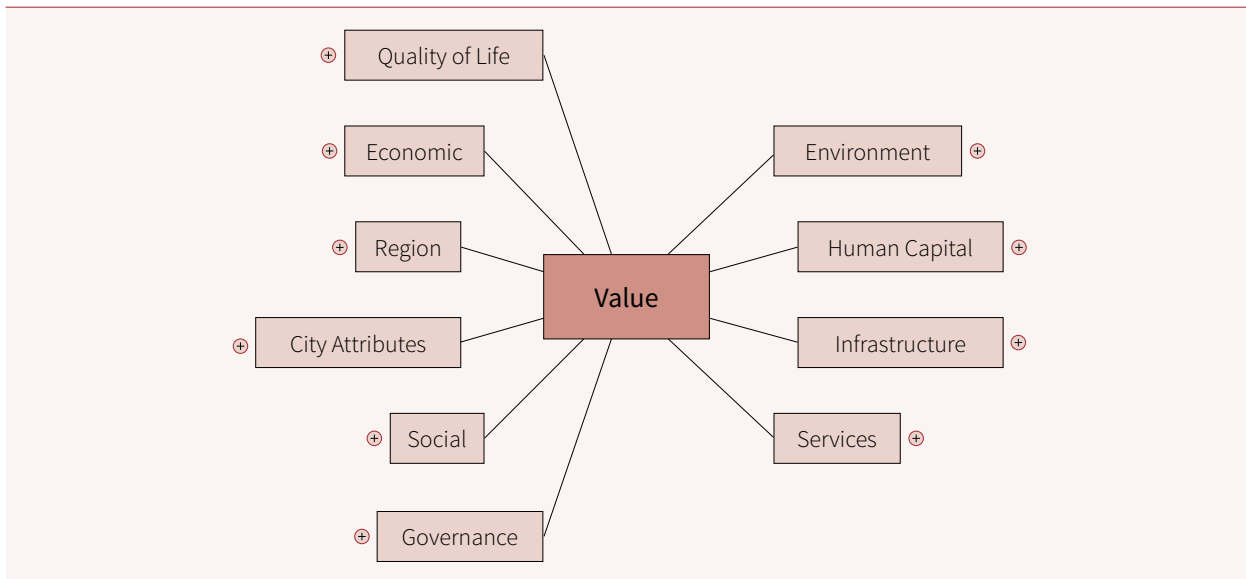 Quality of Life
Economic
Environment
Region
Human Capital
Value
City Attributes
Infrastructure
Social
Services
Governance